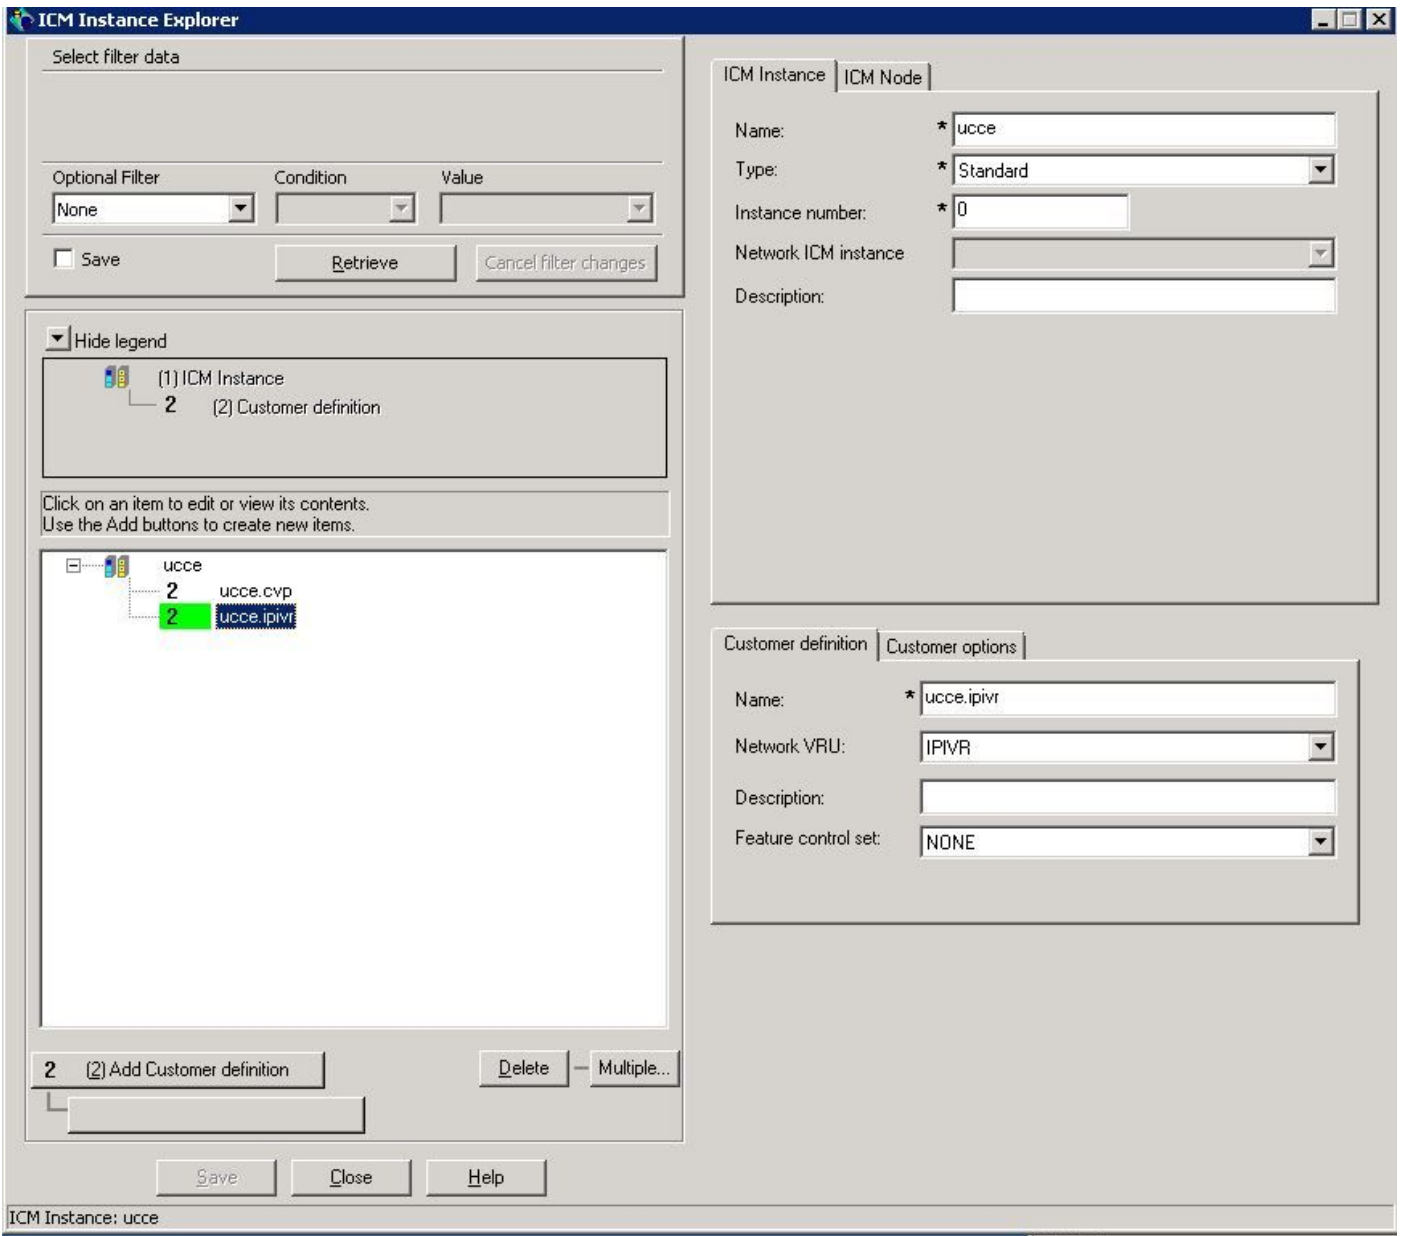 ICM Instance Explorer
Select filter data
Optional Filter Condition Value
None
Save Retrieve Cancel filter changes
Hide legend
(1) ICM Instance
2 (2) Customer definition
Click on an item to edit or view its contents.
Use the Add buttons to create new items.
ucce
2 ucce.cvp
2 ucce.ipivr
2 (2) Add Customer definition Delete Multiple...
Save Close Help
ICM Instance ICM Node
Name: * ucce
Type: * Standard
Instance number: * 0
Network ICM instance
Description:
Customer definition Customer options
Name: * ucce.ipivr
Network VRU: IPIVR
Description:
Feature control set: NONE
ICM Instance: ucce